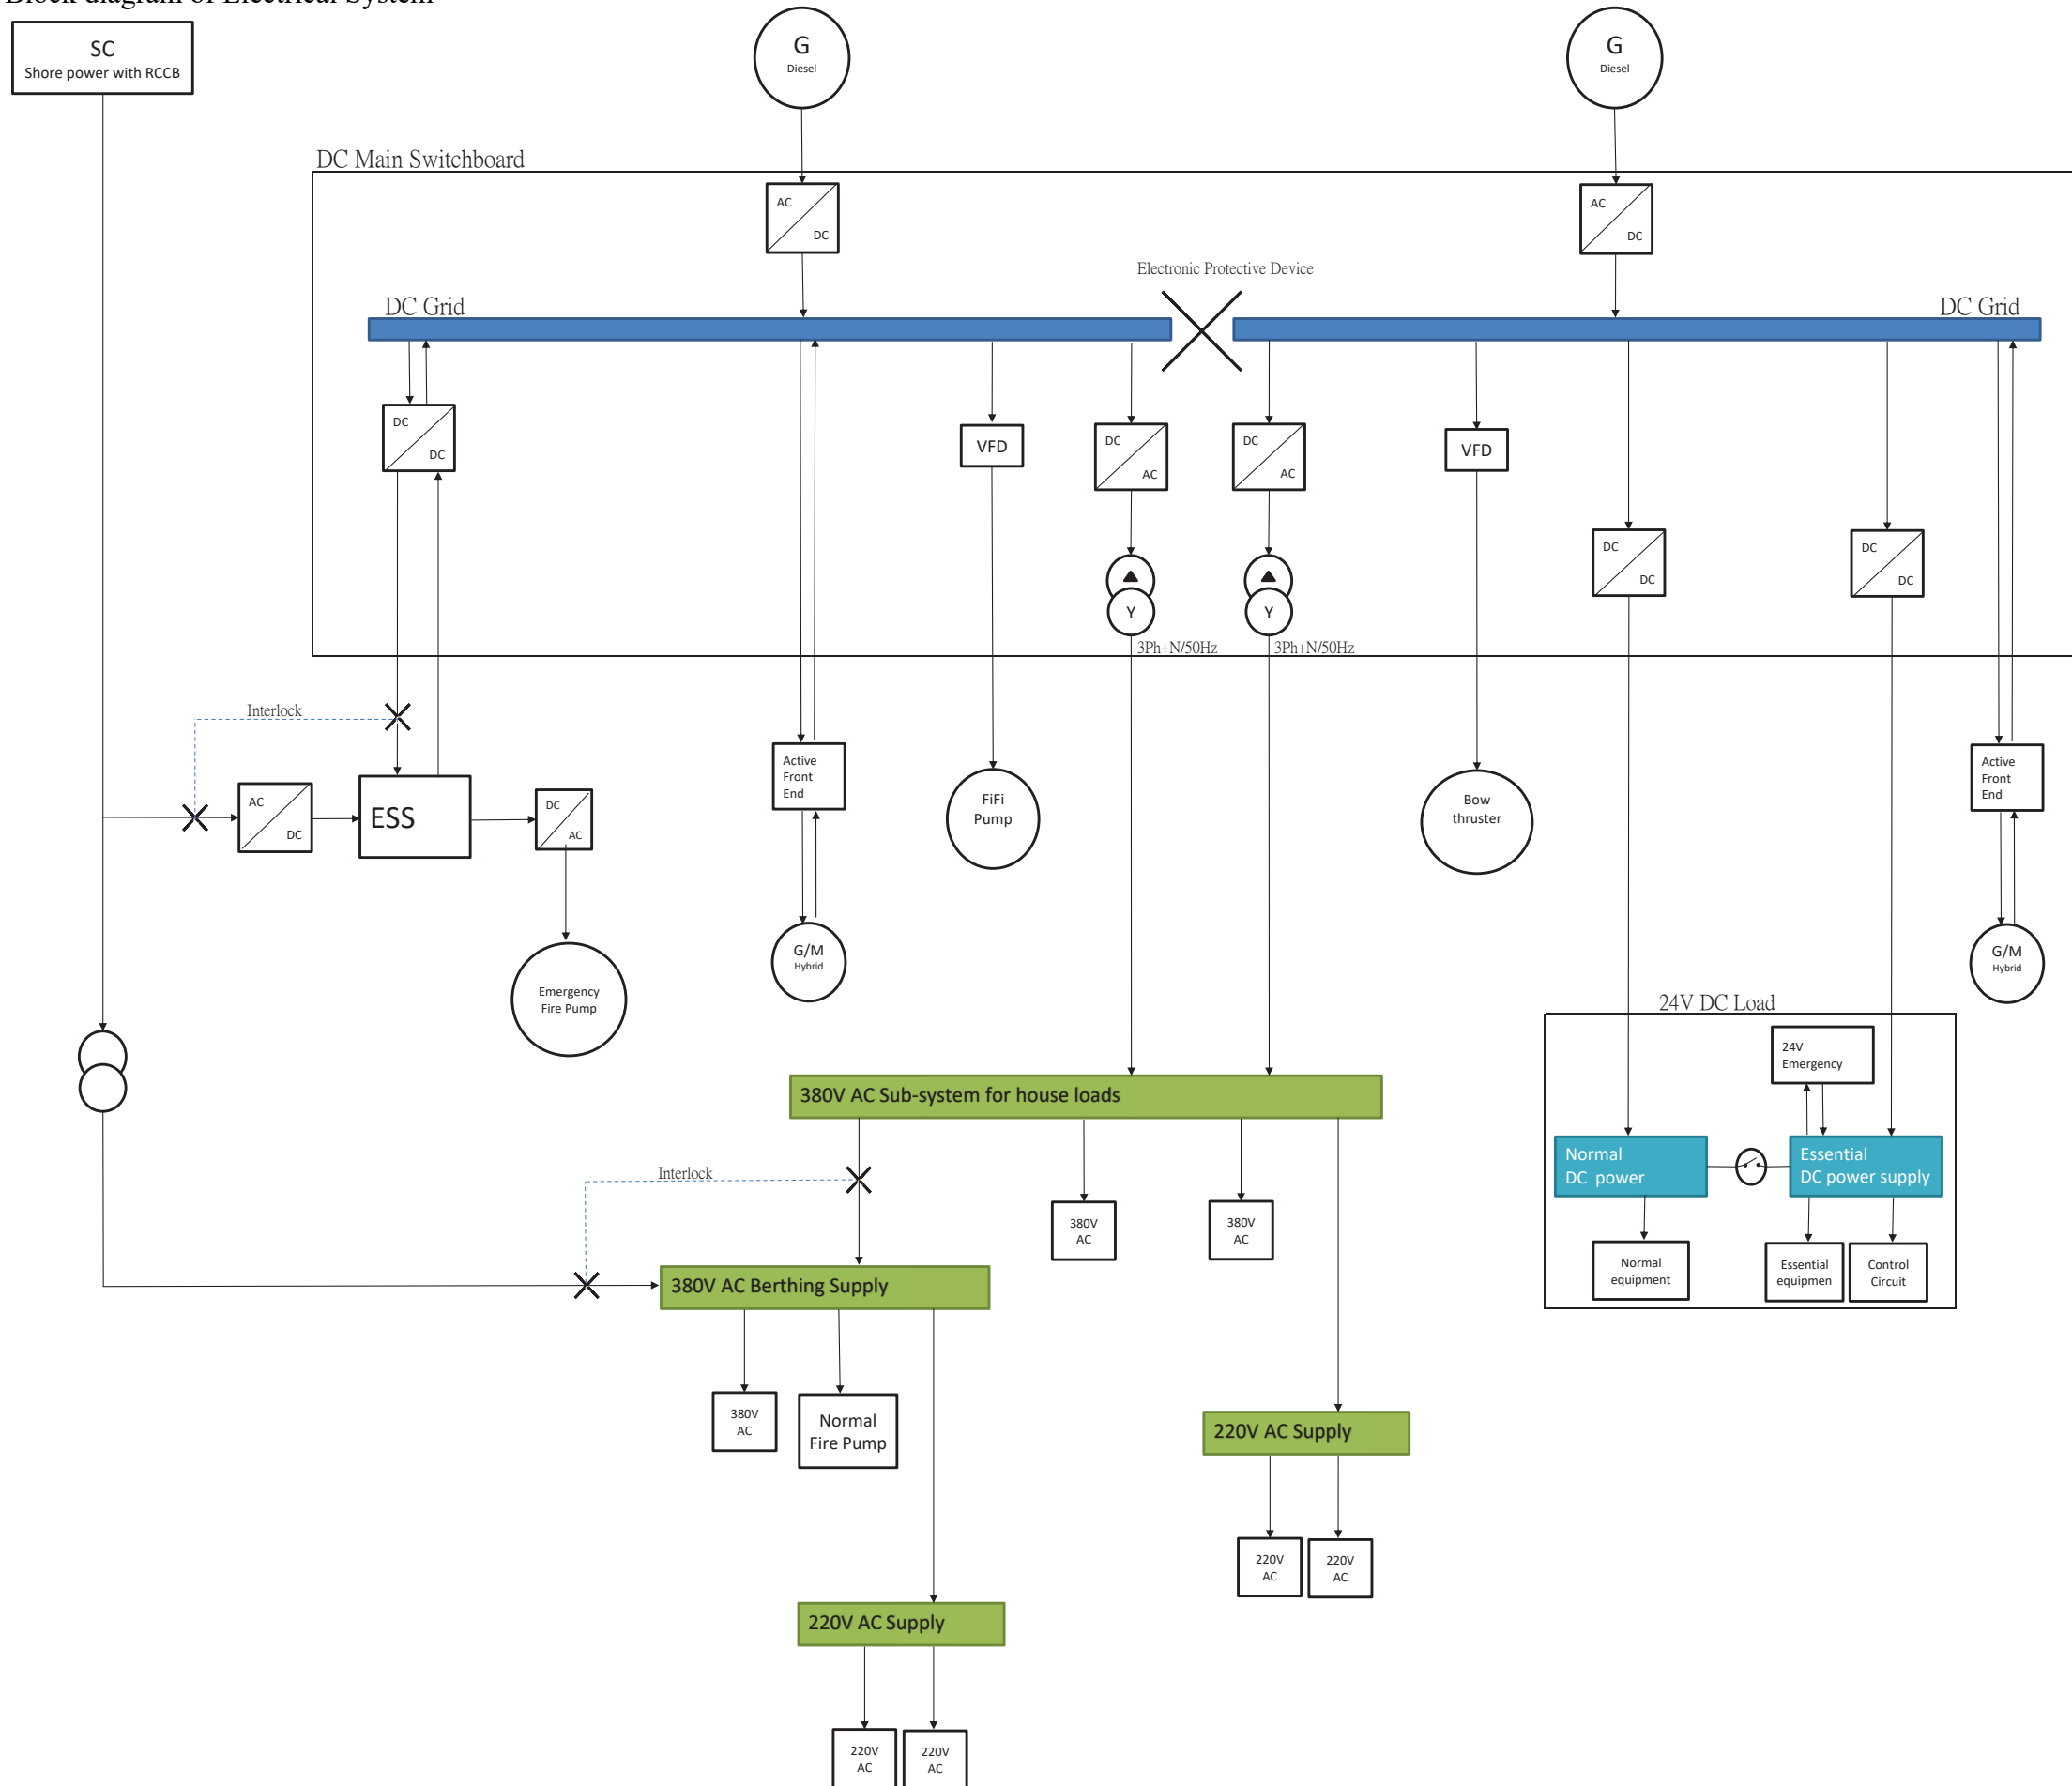 Block diagram of Electrical System
SC
Shore power with RCCB
G
Diesel
G
Diesel
DC Main Switchboard
AC
DC
AC
DC
Electronic Protective Device
DC Grid
DC Grid
DC
DC
VFD
DC
AC
DC
AC
VFD
DC
DC
DC
DC
Y
Y
3Ph+N/50Hz
3Ph+N/50Hz
Interlock
AC
DC
ESS
DC
AC
Active
Front
End
FiFi
Pump
Bow
thruster
Active
Front
End
G/M
Hybrid
G/M
Hybrid
Emergency
Fire Pump
24V DC Load
24V
Emergency
380V AC Sub-system for house loads
Normal
DC power
Essential
DC power supply
Interlock
380V
AC
380V
AC
Normal
equipment
Essential
equipmen
Control
Circuit
380V AC Berthing Supply
380V
AC
Normal
Fire Pump
220V AC Supply
220V
AC
220V
AC
220V AC Supply
220V
AC
220V
AC